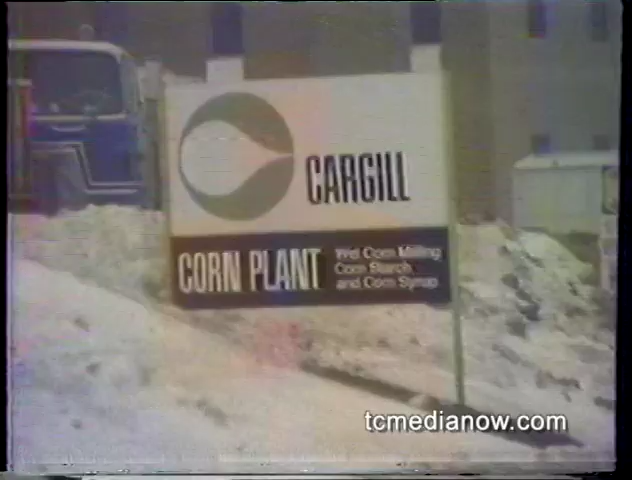 CARGILL
CORN PLANT
Wet Corn Milling
Corn Starch
and Corn Syrup
tcmedianow.com